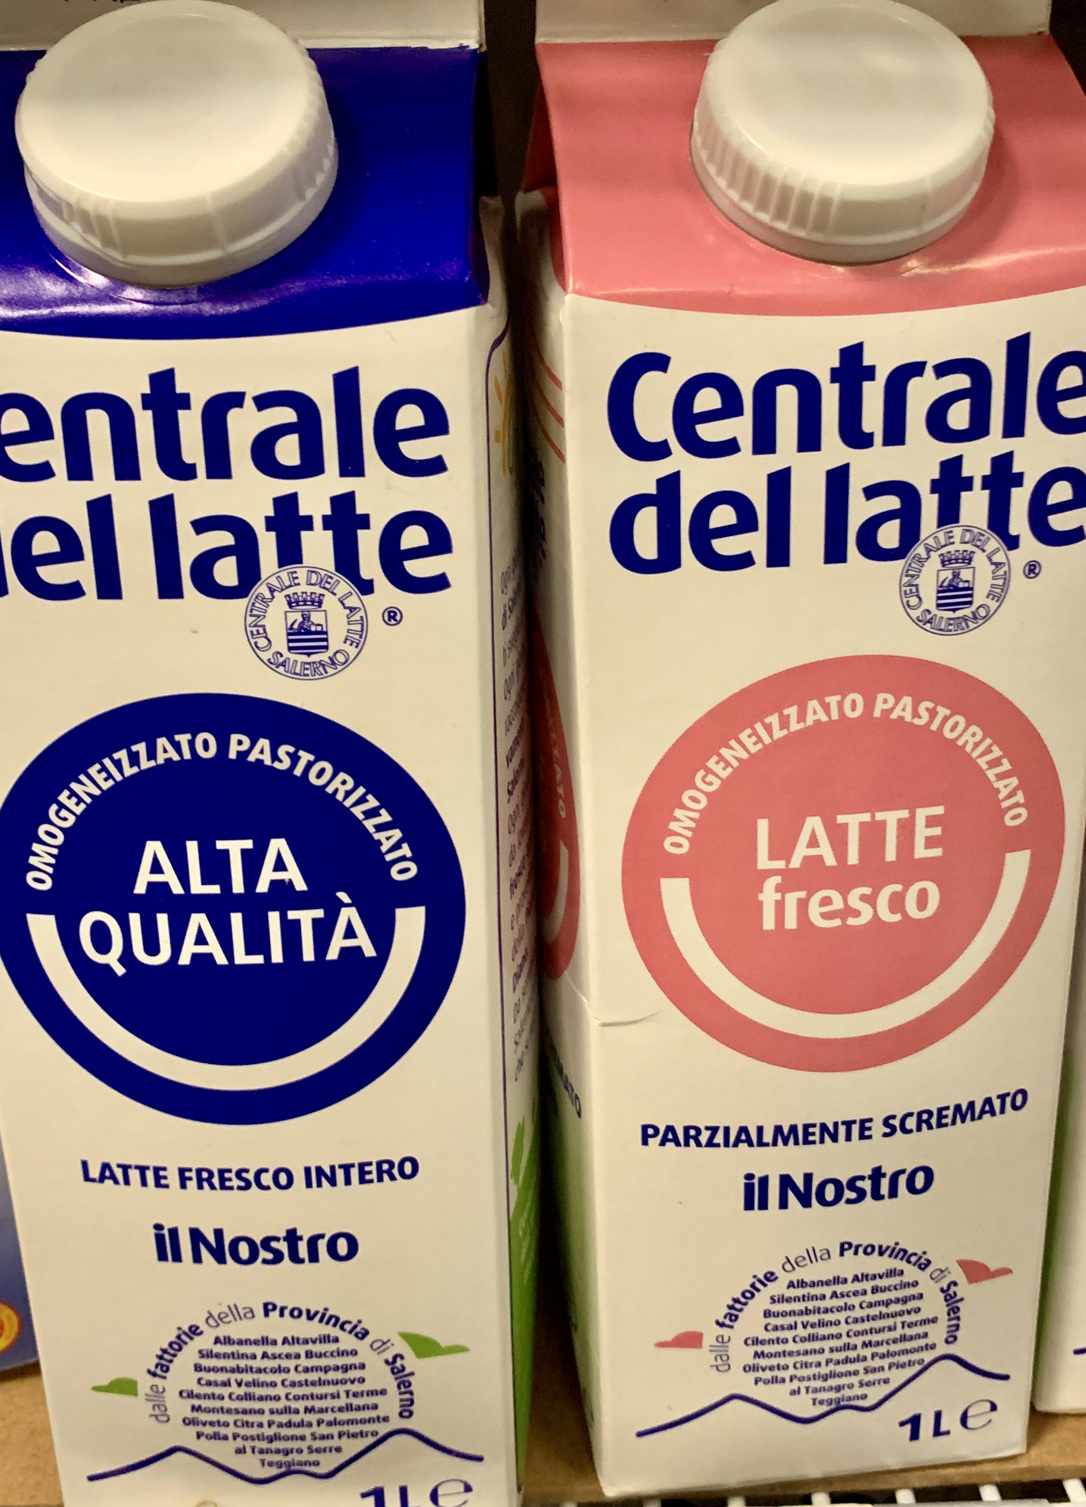 entrale
del latte
CENTRALE DEL LATTE
SALERNO
®
OMOGENEIZZATO PASTORIZZATO
ALTA
QUALITÀ
LATTE FRESCO INTERO
il Nostro
dalle fattorie della Provincia di Salerno
Albanella Altavilla
Silentina Ascea Buccino
Buonabitacolo Campagna
Casal Velino Castelnuovo
Cilento Colliano Contursi Terme
Montesano sulla Marcellana
Oliveto Citra Padula Palomonte
Polla Postiglione San Pietro
al Tanagro Serre
Teggiano
1L e
Centrale
del latte
CENTRALE DEL LATTE
SALERNO
®
OMOGENEIZZATO PASTORIZZATO
LATTE
fresco
PARZIALMENTE SCREMATO
il Nostro
dalle fattorie della Provincia di Salerno
Albanella Altavilla
Silentina Ascea Buccino
Buonabitacolo Campagna
Casal Velino Castelnuovo
Cilento Colliano Contursi Terme
Montesano sulla Marcellana
Oliveto Citra Padula Palomonte
Polla Postiglione San Pietro
al Tanagro Serre
Teggiano
1L e